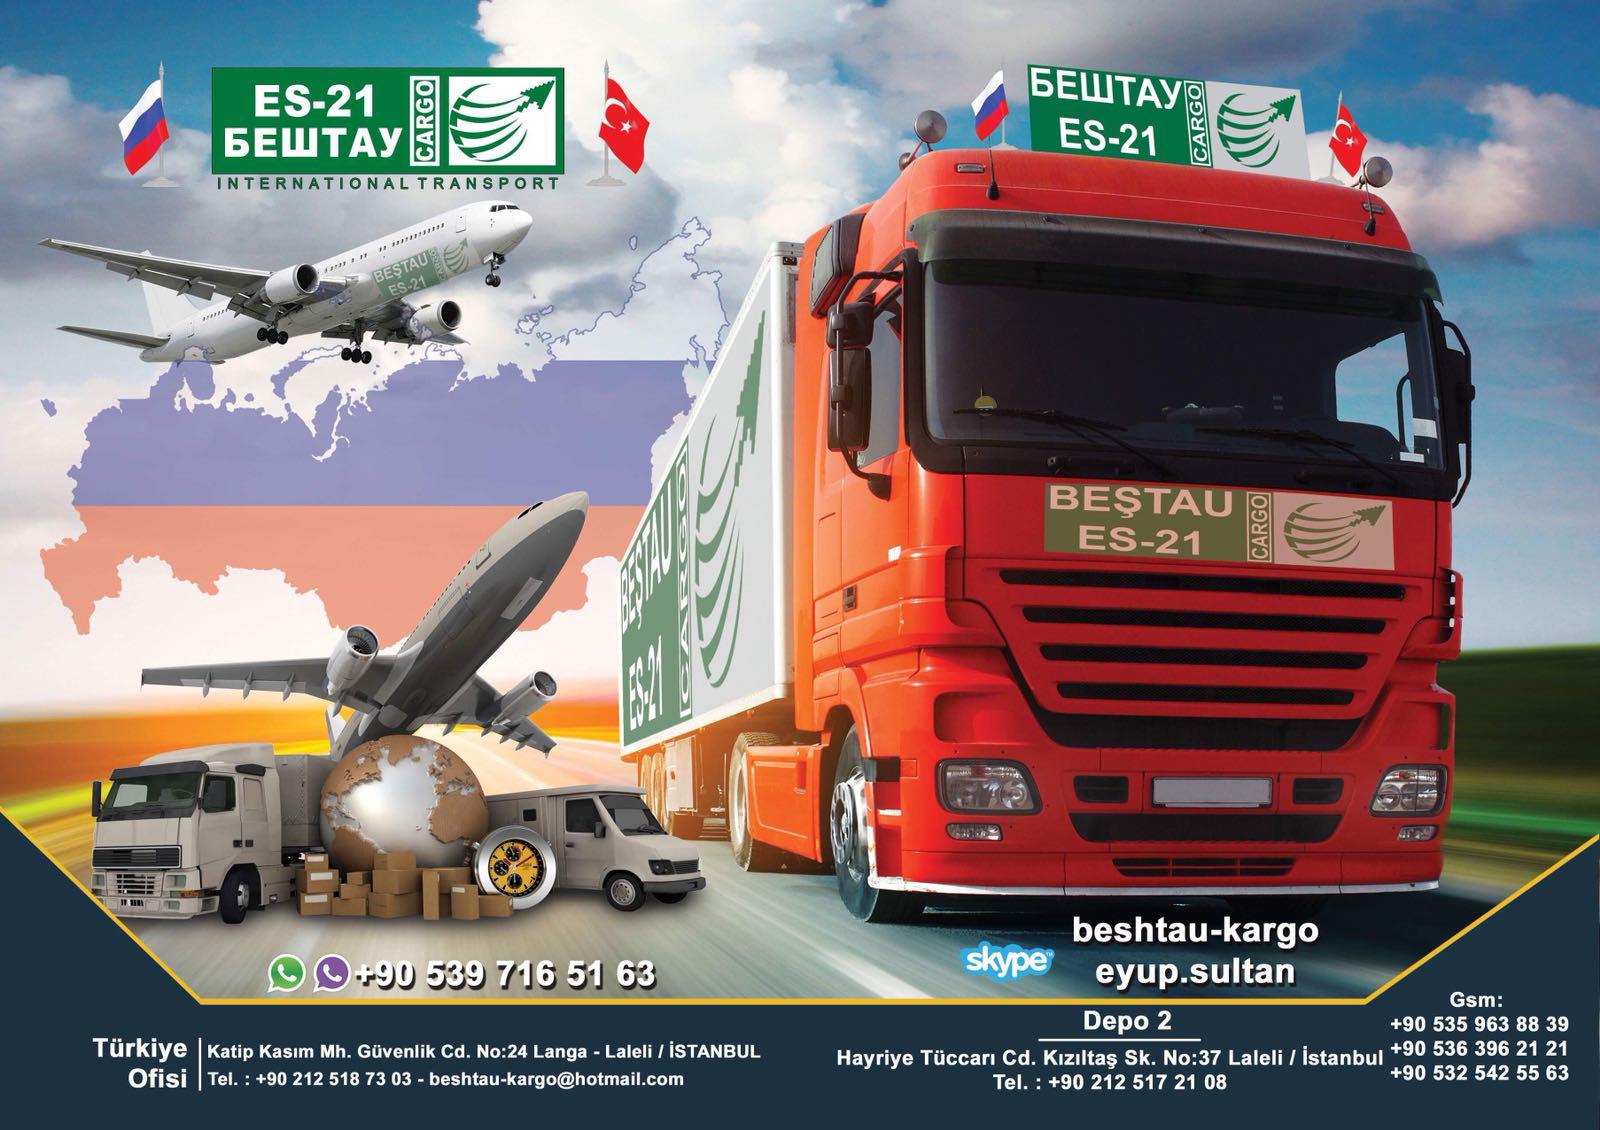 ES-21
БЕШТАУ
CARGO
INTERNATIONAL TRANSPORT
БЕШТАУ
ES-21
CARGO
BEŞTAU
ES-21
CARGO
BEŞTAU
ES-21
CARGO
BEŞTAU
ES-21
CARGO
+90 539 716 51 63
skype
beshtau-kargo
eyup.sultan
Türkiye
Ofisi
Katip Kasım Mh. Güvenlik Cd. No:24 Langa - Laleli / İSTANBUL
Tel. : +90 212 518 73 03 - beshtau-kargo@hotmail.com
Depo 2
Hayriye Tüccarı Cd. Kızıltaş Sk. No:37 Laleli / İstanbul
Tel. : +90 212 517 21 08
Gsm:
+90 535 963 88 39
+90 536 396 21 21
+90 532 542 55 63